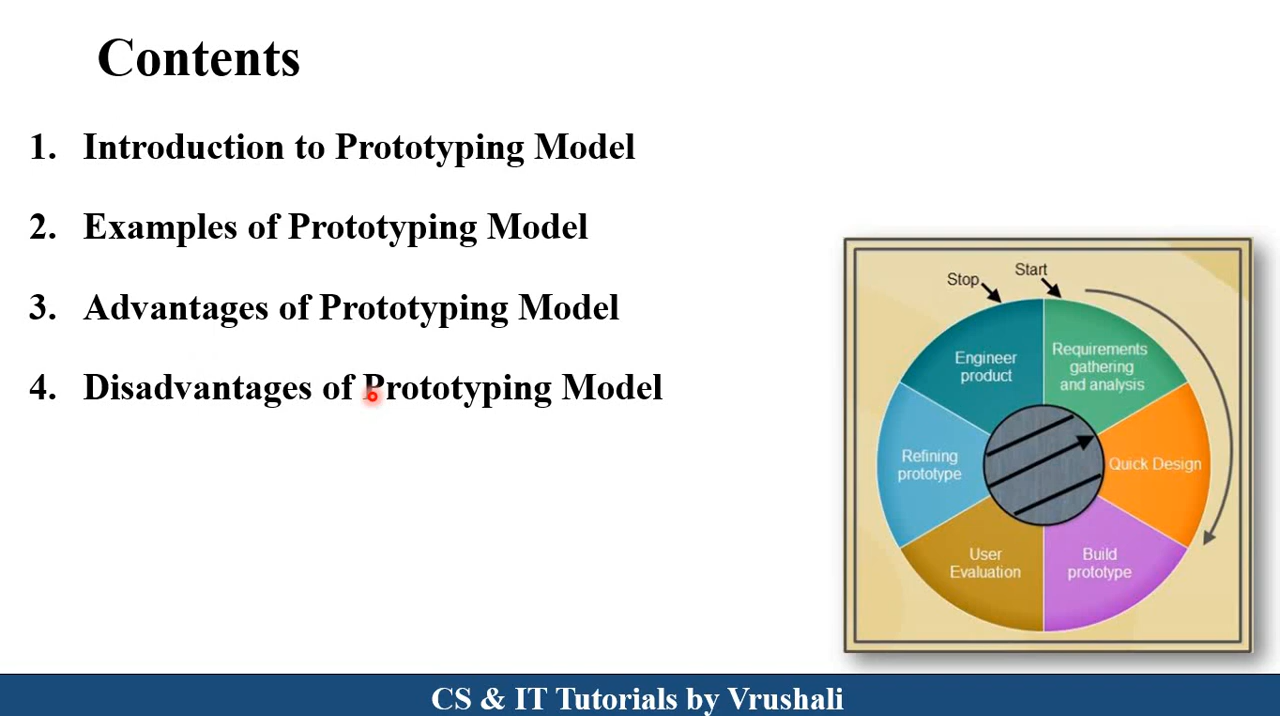 Contents
1. Introduction to Prototyping Model
2. Examples of Prototyping Model
3. Advantages of Prototyping Model
4. Disadvantages of Prototyping Model
Stop
Start
Requirements
gathering
and analysis
Quick Design
Build
prototype
User
Evaluation
Refining
prototype
Engineer
product
CS & IT Tutorials by Vrushali